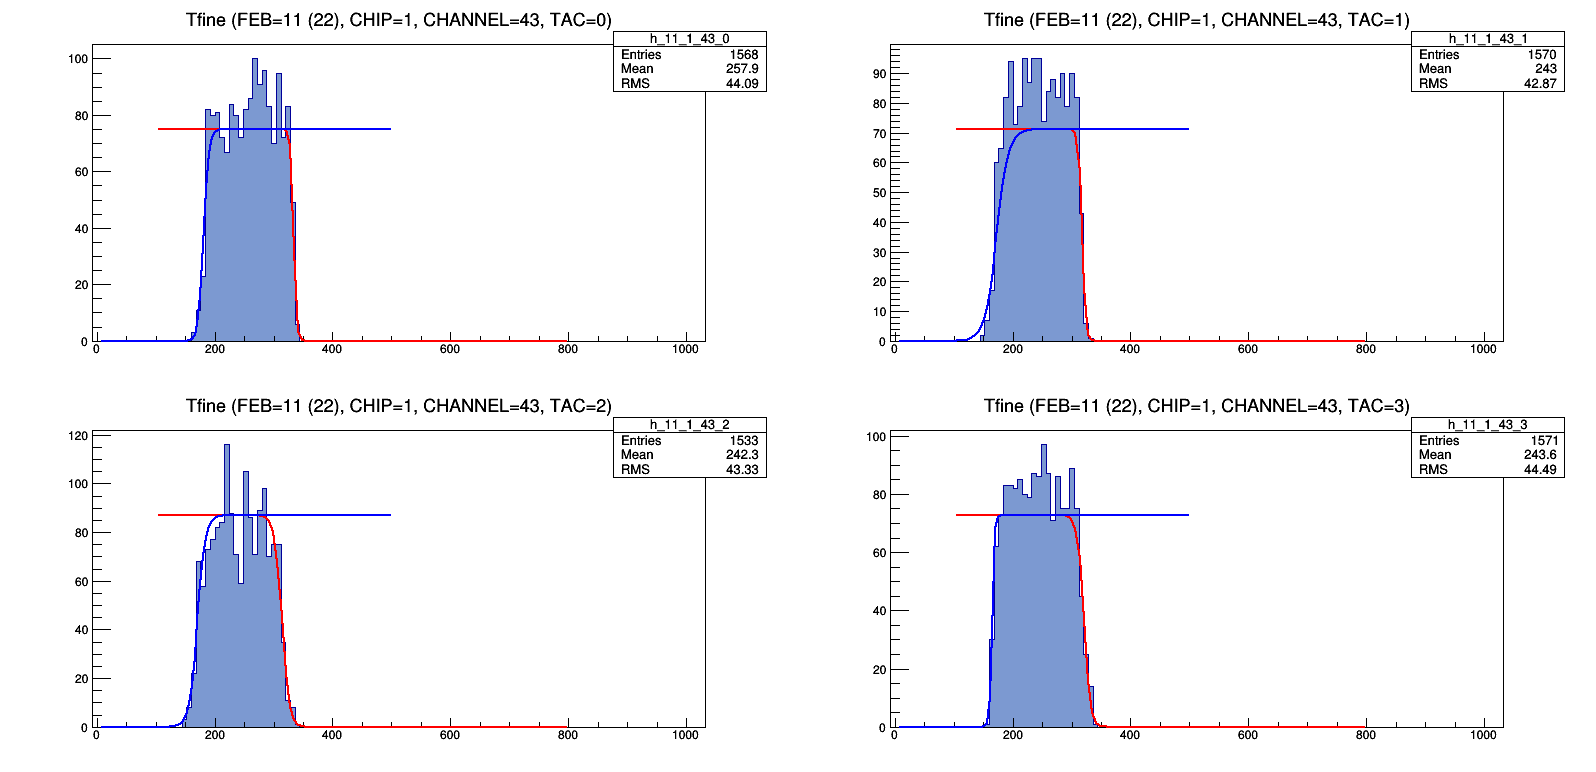 Tfine (FEB=11 (22), CHIP=1, CHANNEL=43, TAC=0)
h_11_1_43_0
Entries 1568
Mean 257.9
RMS 44.09
100
80
60
40
20
0
0 200 400 600 800 1000
Tfine (FEB=11 (22), CHIP=1, CHANNEL=43, TAC=1)
h_11_1_43_1
Entries 1570
Mean 243
RMS 42.87
90
80
70
60
50
40
30
20
10
0
0 200 400 600 800 1000
Tfine (FEB=11 (22), CHIP=1, CHANNEL=43, TAC=2)
h_11_1_43_2
Entries 1533
Mean 242.3
RMS 43.33
120
100
80
60
40
20
0
0 200 400 600 800 1000
Tfine (FEB=11 (22), CHIP=1, CHANNEL=43, TAC=3)
h_11_1_43_3
Entries 1571
Mean 243.6
RMS 44.49
100
80
60
40
20
0
0 200 400 600 800 1000